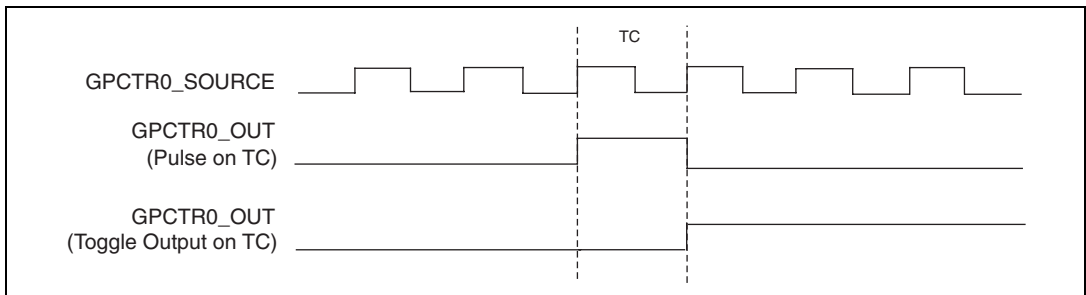 TC
GPCTR0_SOURCE
GPCTR0_OUT
(Pulse on TC)
GPCTR0_OUT
(Toggle Output on TC)